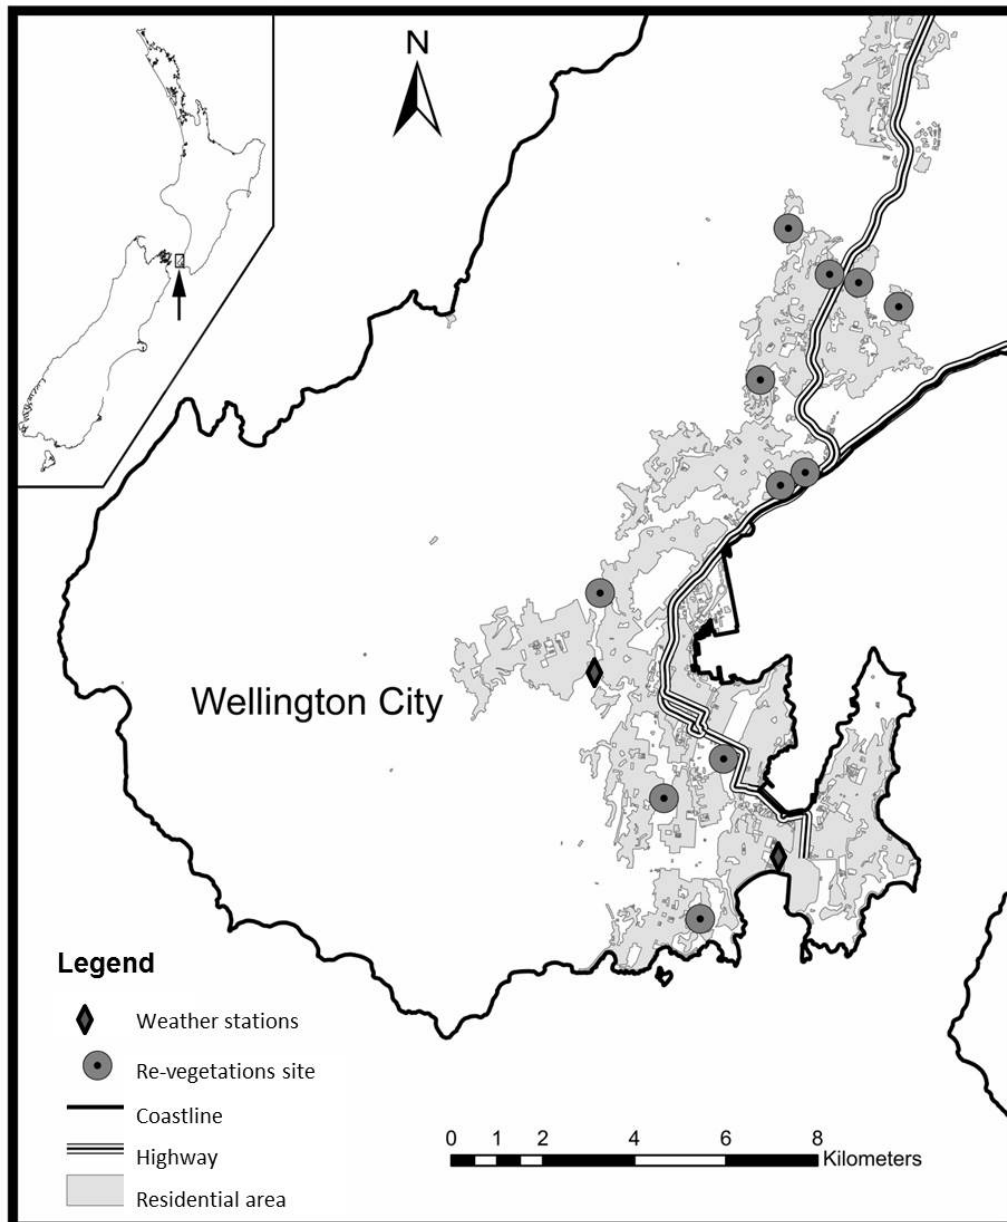 N
Wellington City
Legend
Weather stations
Re-vegetations site
Coastline
Highway
Residential area
0 1 2 4 6 8
Kilometers